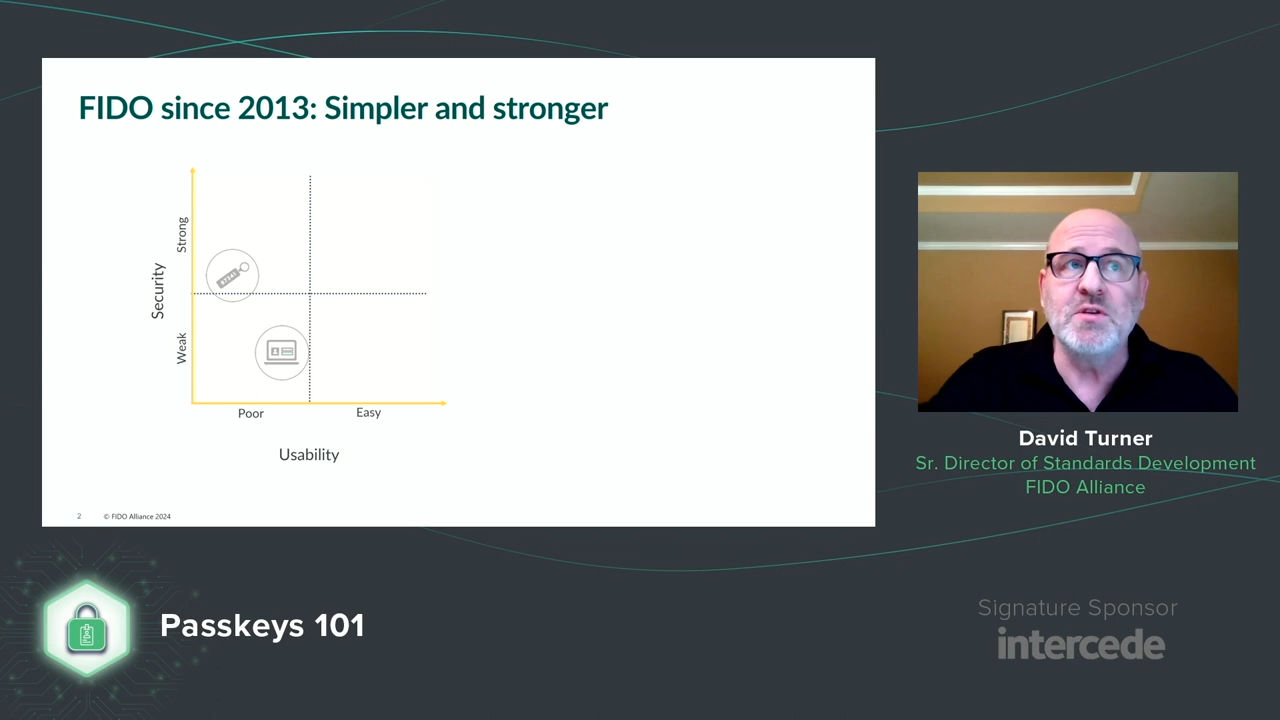 FIDO since 2013: Simpler and stronger
Security
Strong
Weak
Poor
Easy
Usability
2
© FIDO Alliance 2024
David Turner
Sr. Director of Standards Development
FIDO Alliance
Passkeys 101
Signature Sponsor
intercede